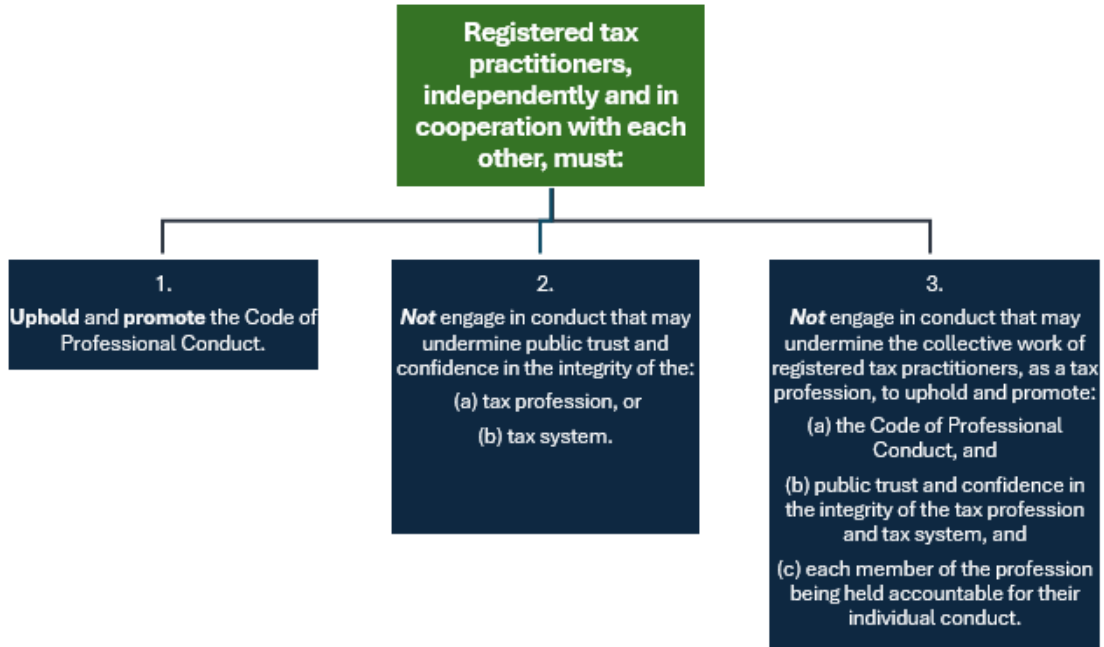 Registered tax
practitioners,
independently and in
cooperation with each
other, must:
1.
Uphold and promote the Code of
Professional Conduct.
2.
Not engage in conduct that may
undermine public trust and
confidence in the integrity of the:
(a) tax profession, or
(b) tax system.
3.
Not engage in conduct that may
undermine the collective work of
registered tax practitioners, as a tax
profession, to uphold and promote:
(a) the Code of Professional
Conduct, and
(b) public trust and confidence in
the integrity of the tax profession
and tax system, and
(c) each member of the profession
being held accountable for their
individual conduct.